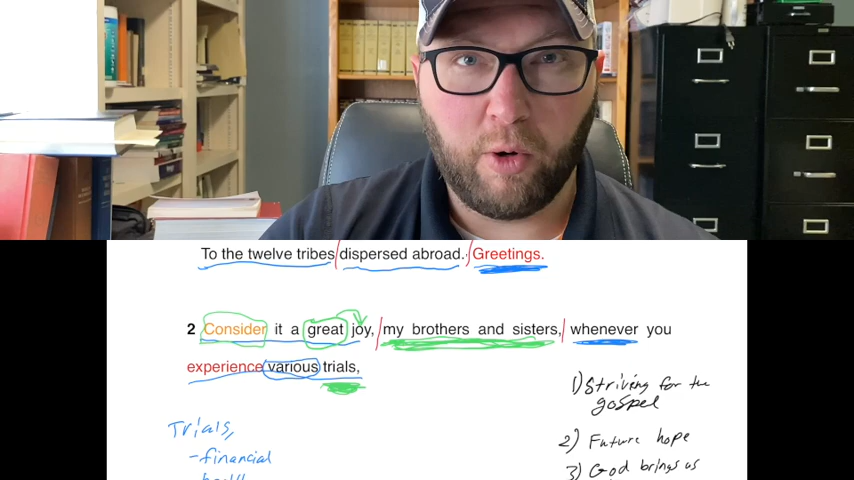 To the twelve tribes dispersed abroad. Greetings.
2 Consider it a great joy, my brothers and sisters, whenever you
experience various trials,
1) Striving for the
gospel
Trials,
2) Future hope
-financial
3) God brings us